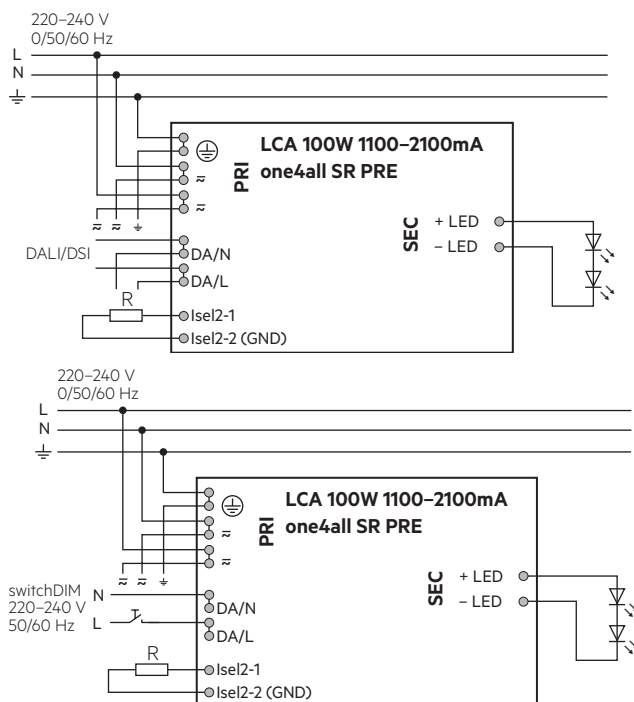 220–240 V
0/50/60 Hz
L
N
LCA 100W 1100–2100mA
one4all SR PRE
PRI
SEC
+ LED
– LED
DALI/DSI
DA/N
DA/L
R
Isel2-1
Isel2-2 (GND)
220–240 V
0/50/60 Hz
L
N
LCA 100W 1100–2100mA
one4all SR PRE
PRI
SEC
+ LED
– LED
switchDIM
220–240 V
50/60 Hz
N
L
DA/N
DA/L
R
Isel2-1
Isel2-2 (GND)